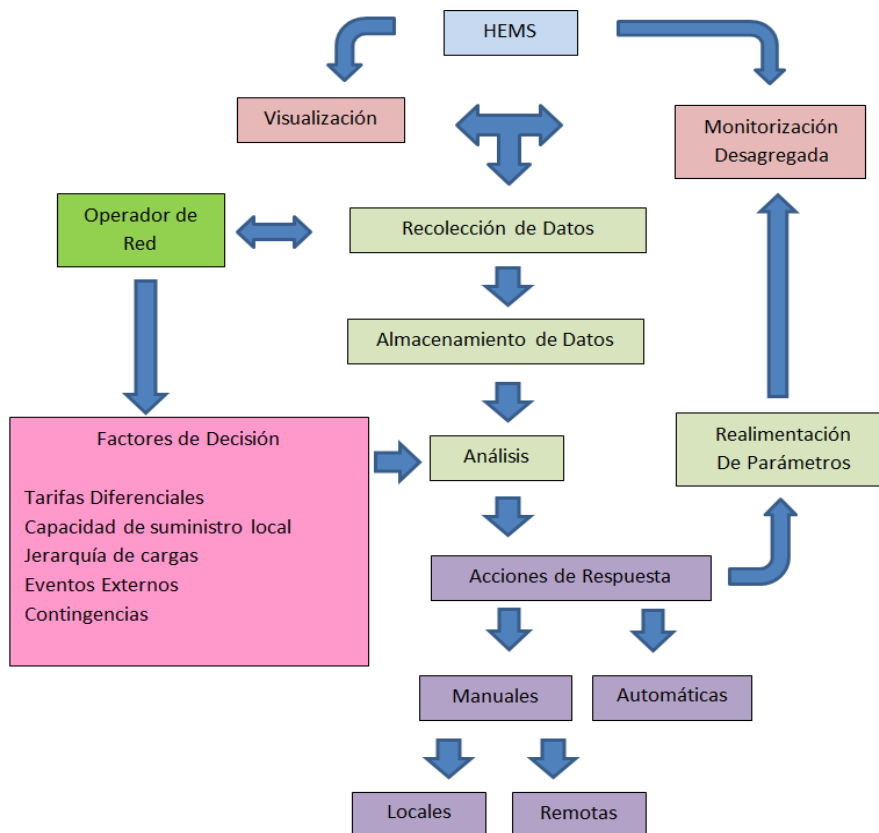 HEMS
Visualización
Monitorización
Desagregada
Operador de
Red
Recolección de Datos
Almacenamiento de Datos
Factores de Decisión
Tarifas Diferenciales
Capacidad de suministro local
Jerarquía de cargas
Eventos Externos
Contingencias
Análisis
Realimentación
De Parámetros
Acciones de Respuesta
Manuales
Automáticas
Locales
Remotas